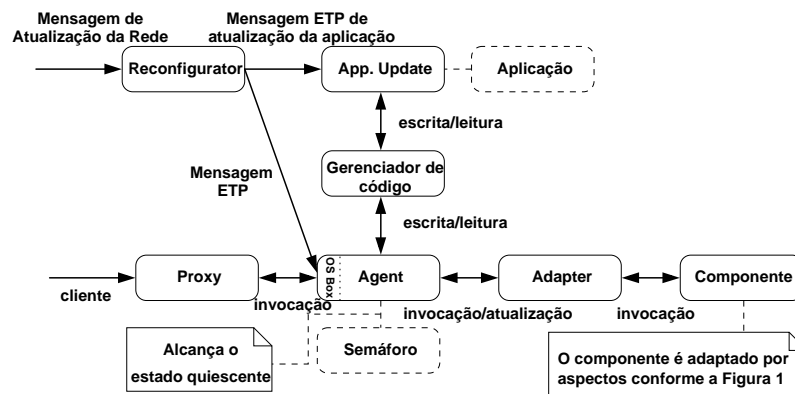 Mensagem de
Atualização da Rede
Mensagem ETP de
atualização da aplicação
Reconfigurator
App. Update
Aplicação
escrita/leitura
Mensagem
ETP
Gerenciador de
código
escrita/leitura
cliente
Proxy
invocação
OS Box
Agent
invocação/atualização
Adapter
invocação
Componente
Alcança o
estado quiescente
Semáforo
O componente é adaptado por
aspectos conforme a Figura 1